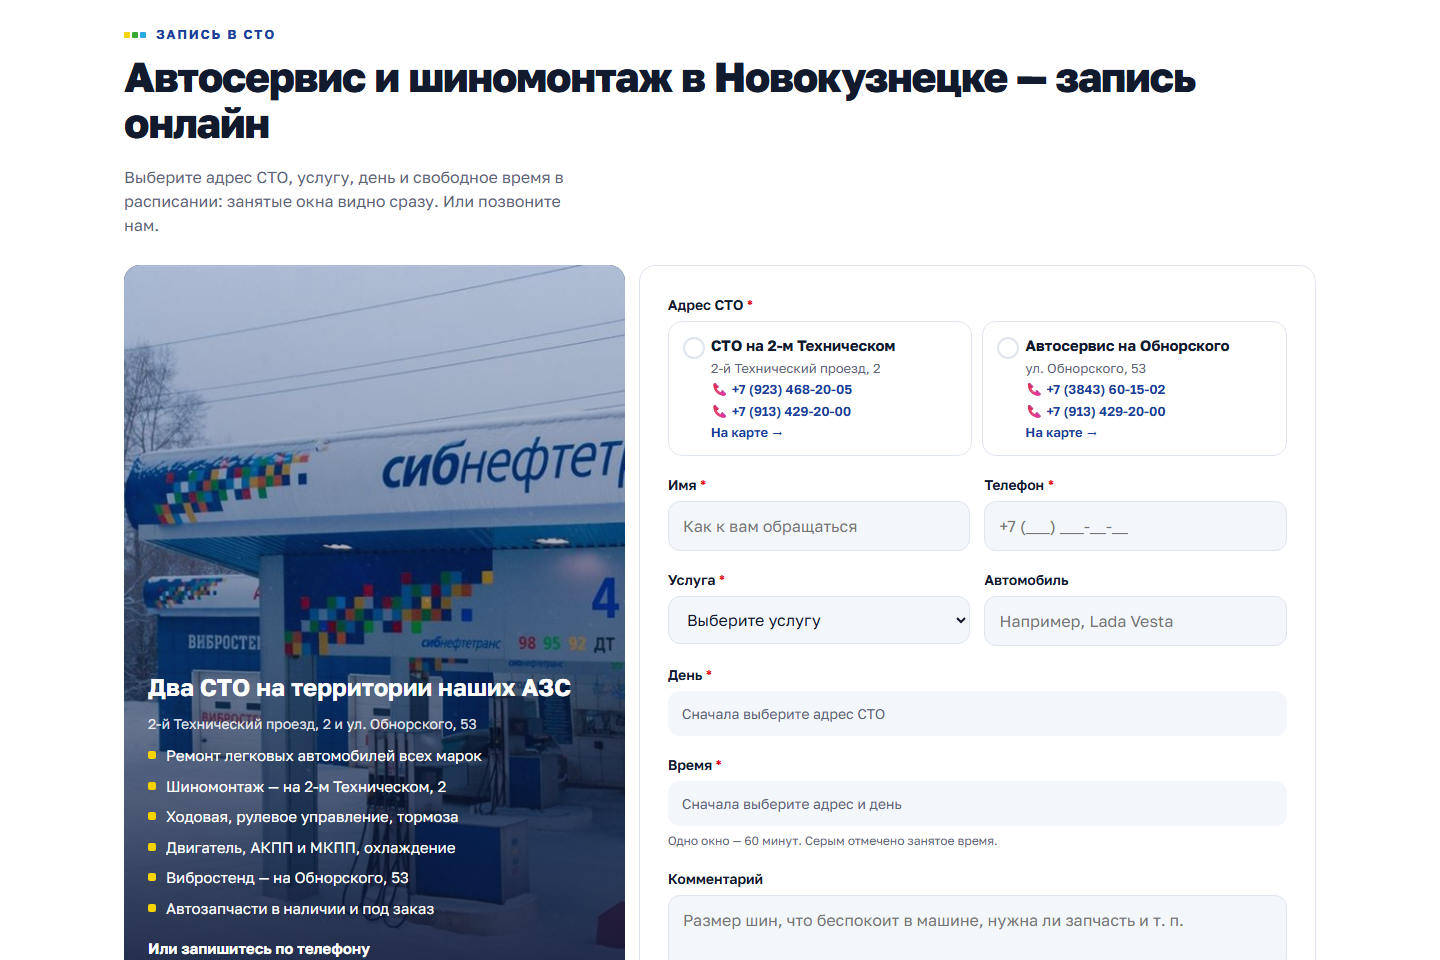 ЗАПИСЬ В СТО
Автосервис и шиномонтаж в Новокузнецке — запись
онлайн
Выберите адрес СТО, услугу, день и свободное время в
расписании: занятые окна видно сразу. Или позвоните
нам.
сибнефтетр
ВИБРОСТЕ
сибнефтетранс
4
98 95 92 ДТ
Два СТО на территории наших АЗС
2-й Технический проезд, 2 и ул. Обнорского, 53
Ремонт легковых автомобилей всех марок
Шиномонтаж — на 2-м Техническом, 2
Ходовая, рулевое управление, тормоза
Двигатель, АКПП и МКПП, охлаждение
Вибростенд — на Обнорского, 53
Автозапчасти в наличии и под заказ
Или запишитесь по телефону
Адрес СТО *
СТО на 2-м Техническом
2-й Технический проезд, 2
+7 (923) 468-20-05
+7 (913) 429-20-00
На карте →
Автосервис на Обнорского
ул. Обнорского, 53
+7 (3843) 60-15-02
+7 (913) 429-20-00
На карте →
Имя *
Как к вам обращаться
Телефон *
+7 (___) ___-__-__
Услуга *
Выберите услугу
Автомобиль
Например, Lada Vesta
День *
Сначала выберите адрес СТО
Время *
Сначала выберите адрес и день
Одно окно — 60 минут. Серым отмечено занятое время.
Комментарий
Размер шин, что беспокоит в машине, нужна ли запчасть и т. п.